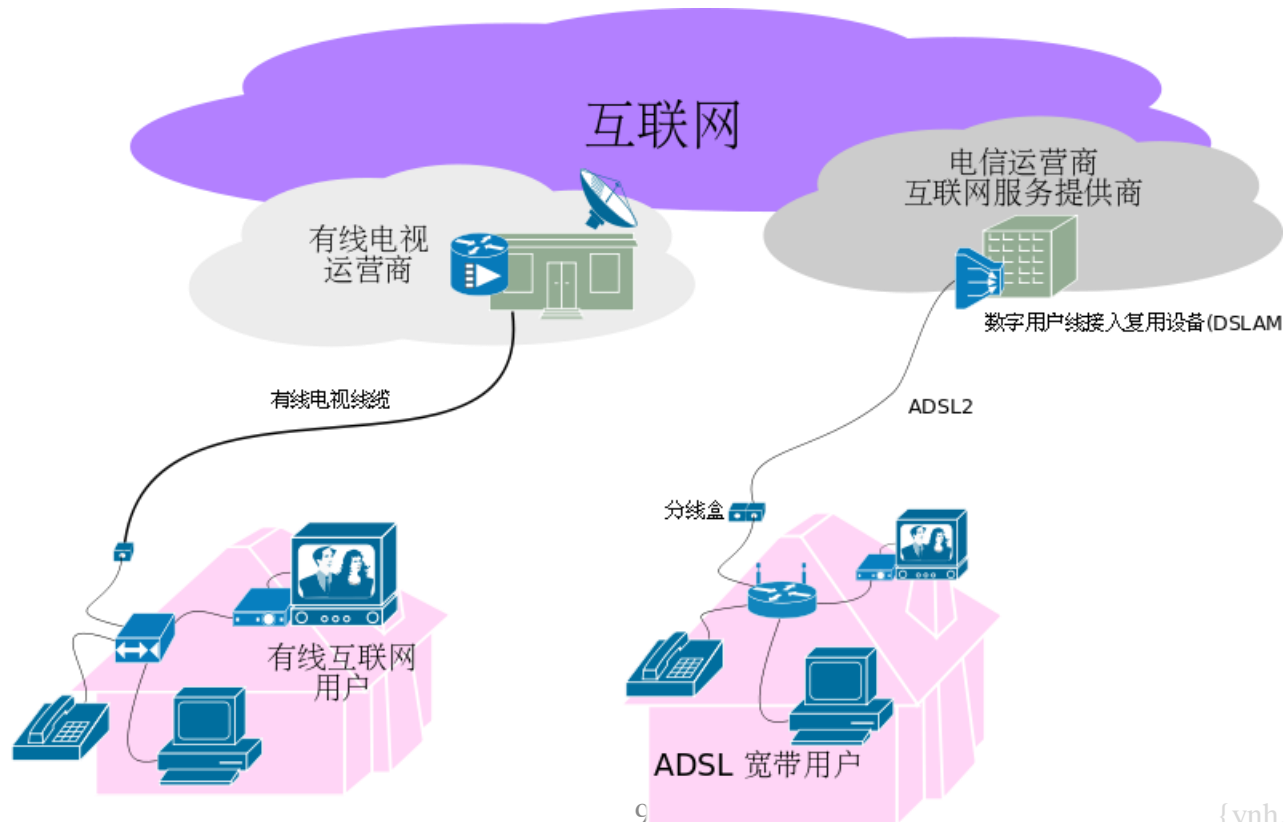 互联网
电信运营商
互联网服务提供商
有线电视
运营商
数字用户线接入复用设备(DSLAM
有线电视线缆
ADSL2
分线盒
有线互联网
用户
ADSL 宽带用户
9
{ynh